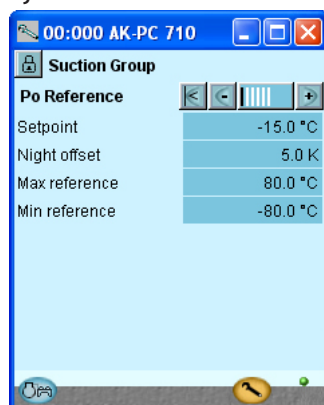 00:000 AK-PC 710
Suction Group
Po Reference
Setpoint -15.0 °C
Night offset 5.0 K
Max reference 80.0 °C
Min reference -80.0 °C